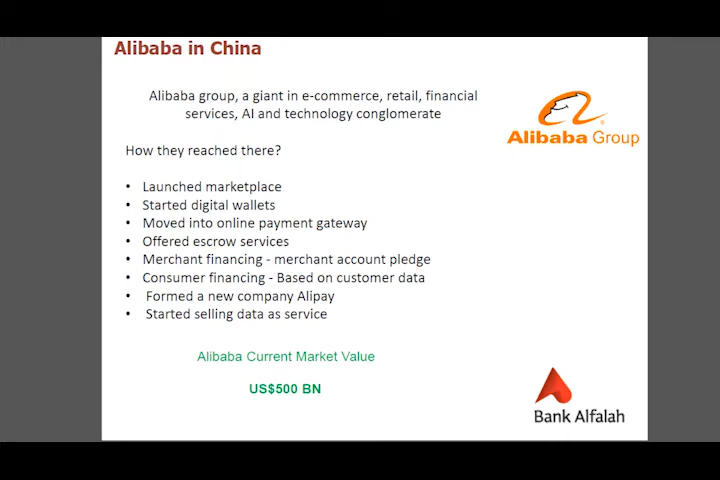 Alibaba in China
Alibaba group, a giant in e-commerce, retail, financial
services, AI and technology conglomerate
Alibaba Group
How they reached there?
• Launched marketplace
• Started digital wallets
• Moved into online payment gateway
• Offered escrow services
• Merchant financing - merchant account pledge
• Consumer financing - Based on customer data
• Formed a new company Alipay
• Started selling data as service
Alibaba Current Market Value
US$500 BN
Bank Alfalah